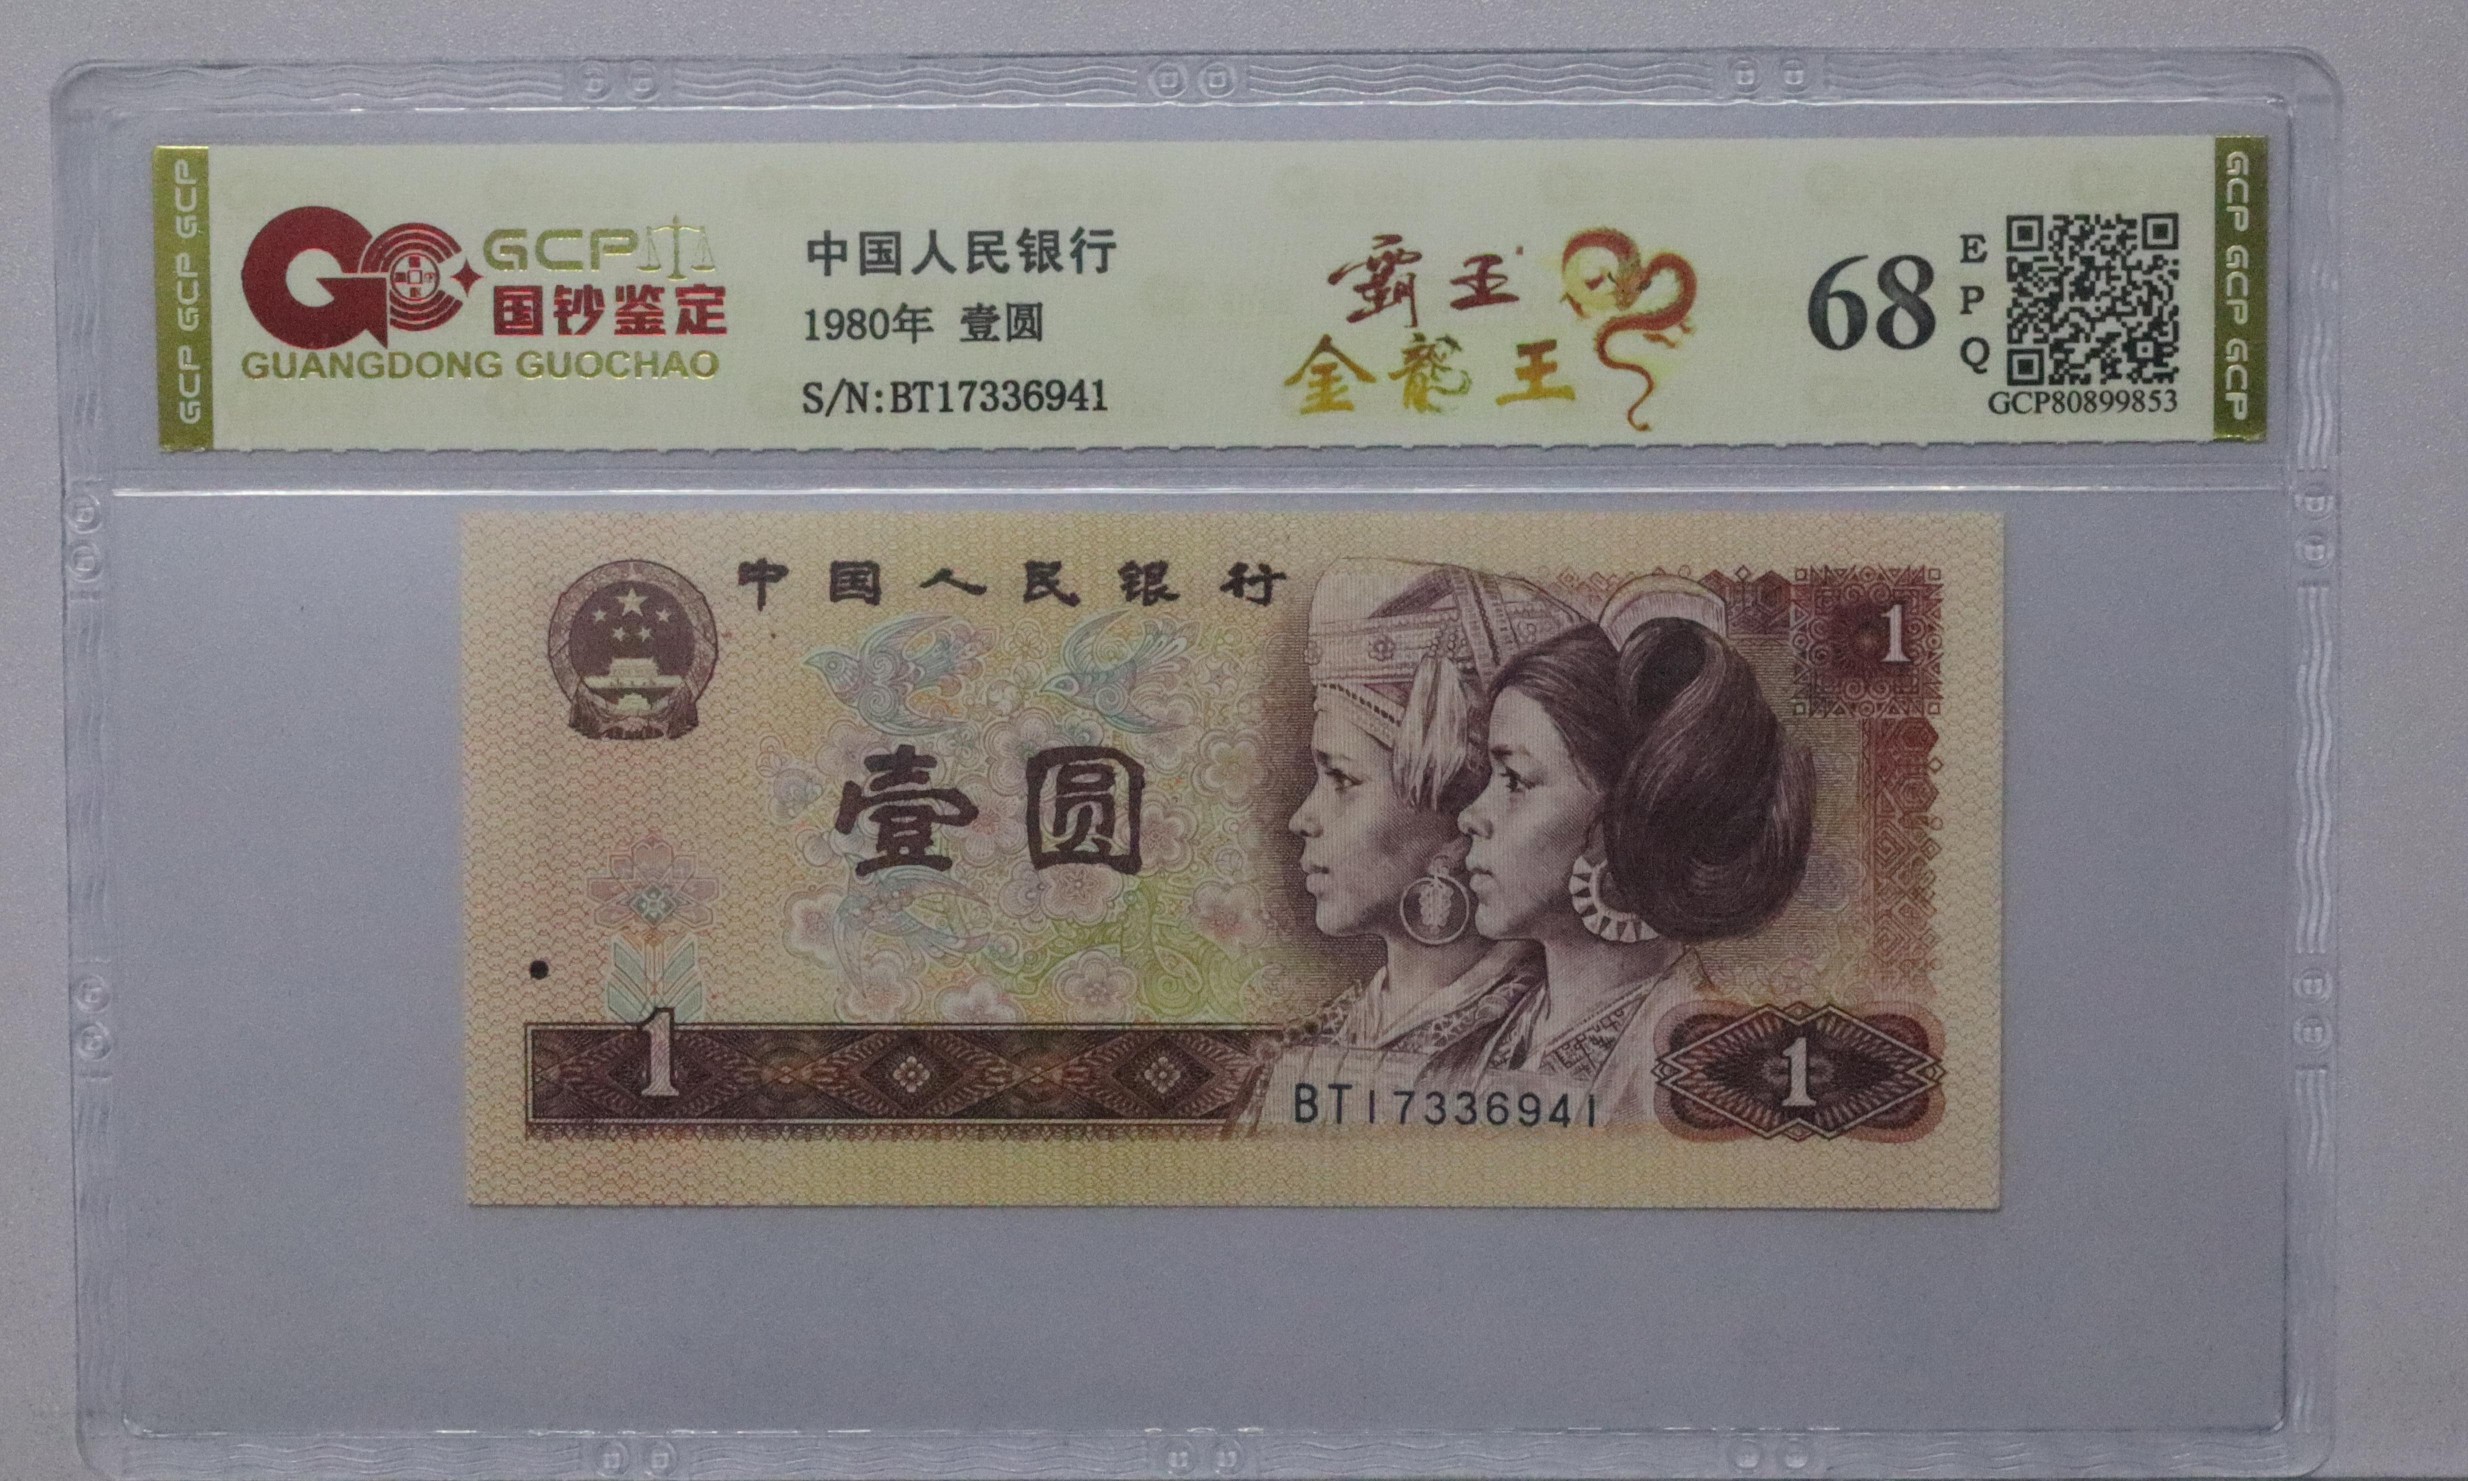 GCP GCP GCP
GCP
国钞鉴定
GUANGDONG GUOCHAO
中国人民银行
1980年 壹圆
S/N:BT17336941
霸王
金龍王
68
E
P
Q
GCP80899853
GCP GCP GCP
中国人民银行
1
壹圆
1
1
BT17336941